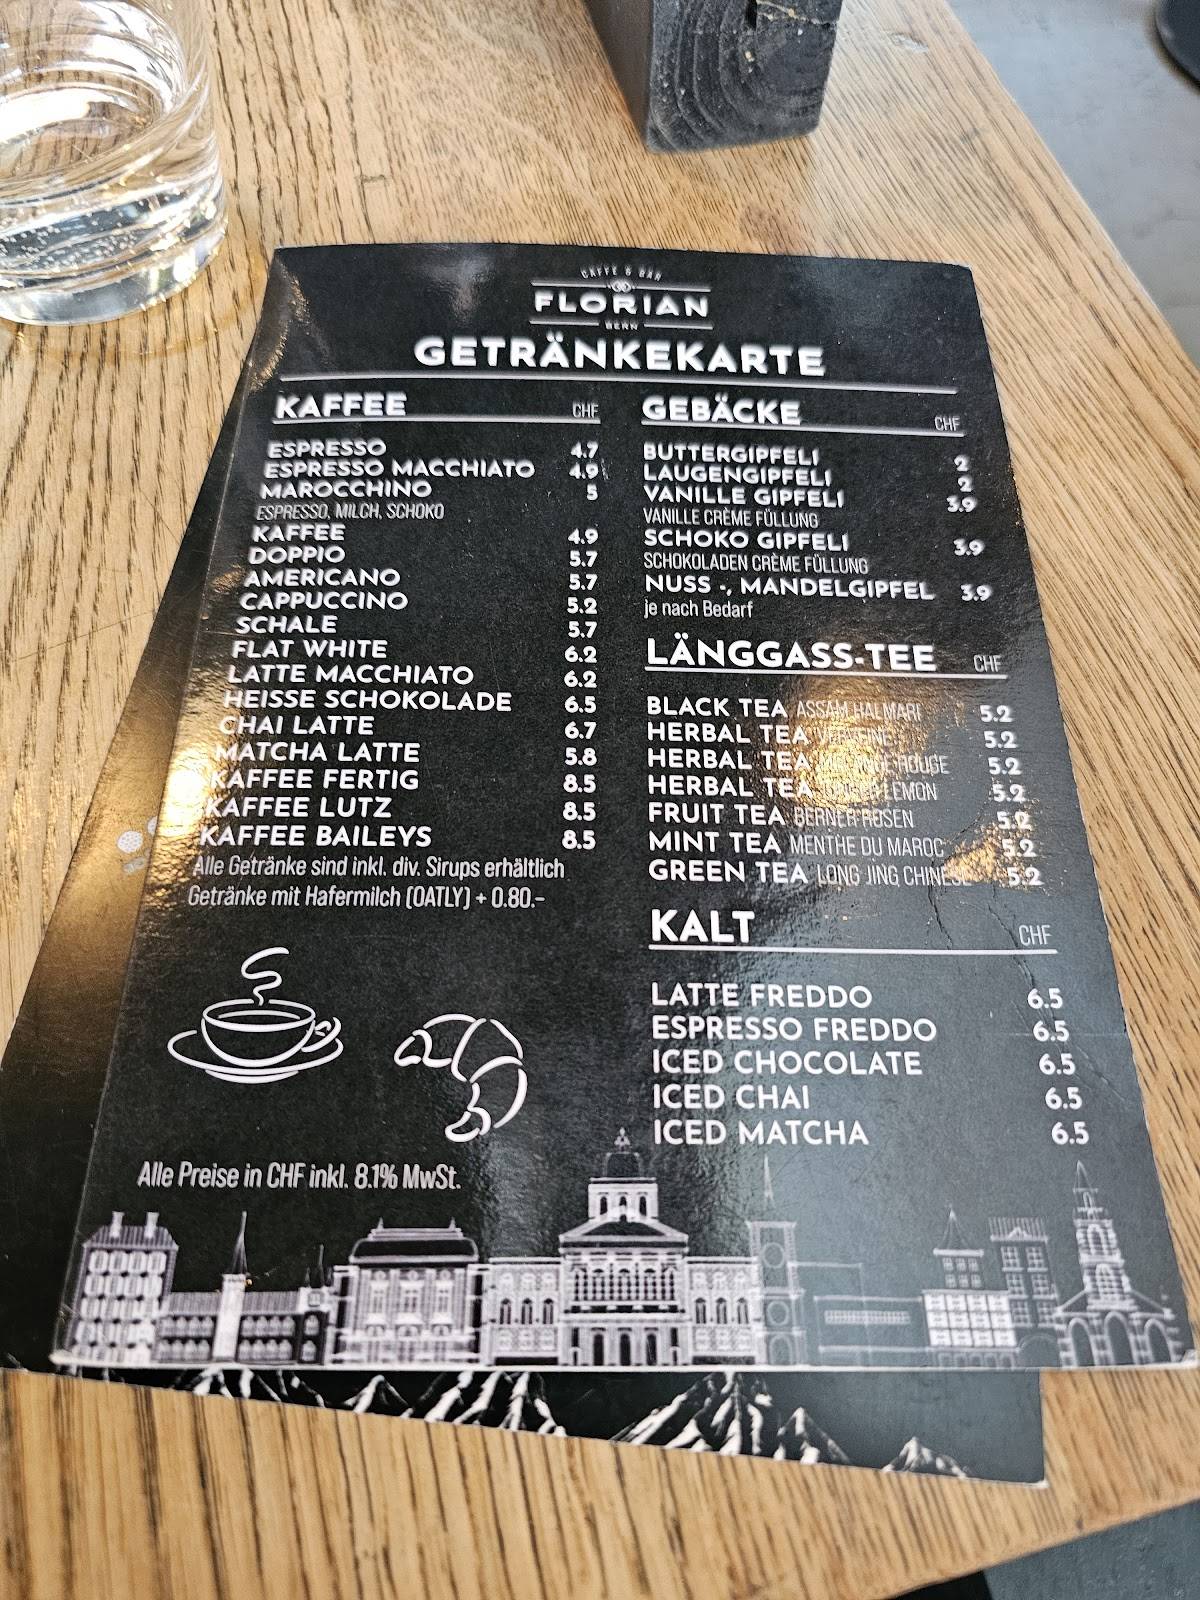 CAFFE & BAR
FLORIAN
BERN
GETRÄNKEKARTE
KAFFEE CHF
ESPRESSO 4.7
ESPRESSO MACCHIATO 4.9
MAROCCHINO 5
ESPRESSO, MILCH, SCHOKO
KAFFEE 4.9
DOPPIO 5.7
AMERICANO 5.7
CAPPUCCINO 5.2
SCHALE 5.7
FLAT WHITE 6.2
LATTE MACCHIATO 6.2
HEISSE SCHOKOLADE 6.5
CHAI LATTE 6.7
MATCHA LATTE 5.8
KAFFEE FERTIG 8.5
KAFFEE LUTZ 8.5
KAFFEE BAILEYS 8.5
Alle Getränke sind inkl. div. Sirups erhältlich
Getränke mit Hafermilch (OATLY) + 0.80.-
Alle Preise in CHF inkl. 8.1% MwSt.
GEBÄCKE CHF
BUTTERGIPFELI 2
LAUGENGIPFELI 2
VANILLE GIPFELI 3.9
VANILLE CRÈME FÜLLUNG
SCHOKO GIPFELI 3.9
SCHOKOLADEN CRÈME FÜLLUNG
NUSS -, MANDELGIPFEL 3.9
je nach Bedarf
LÄNGGASS-TEE CHF
BLACK TEA ASSAM HALMARI 5.2
HERBAL TEA VERVEINE 5.2
HERBAL TEA ROUGE 5.2
HERBAL TEA LEMON 5.2
FRUIT TEA BERNER ROSEN 5.2
MINT TEA MENTHE DU MAROC 5.2
GREEN TEA LONG JING CHINESE 5.2
KALT CHF
LATTE FREDDO 6.5
ESPRESSO FREDDO 6.5
ICED CHOCOLATE 6.5
ICED CHAI 6.5
ICED MATCHA 6.5